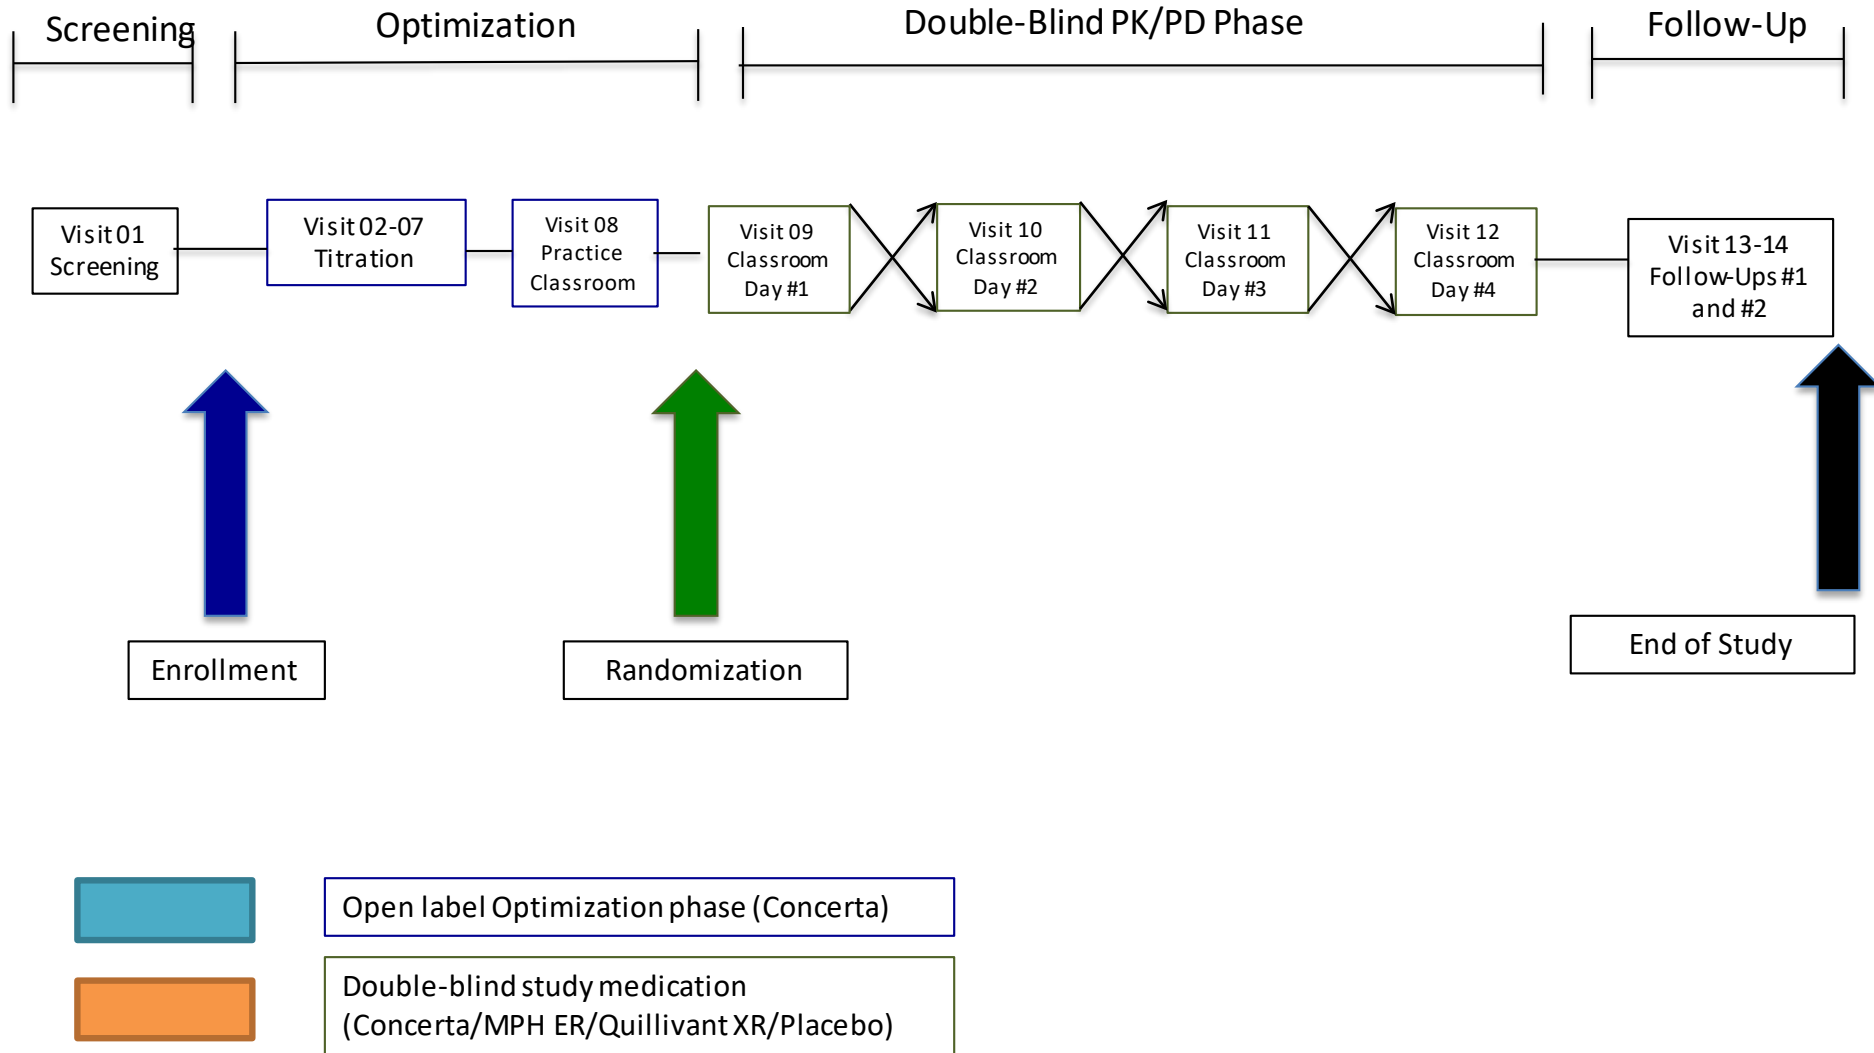 Screening
Optimization
Double-Blind PK/PD Phase
Follow-Up
Visit 01
Screening
Visit 02-07
Titration
Visit 08
Practice
Classroom
Visit 09
Classroom
Day #1
Visit 10
Classroom
Day #2
Visit 11
Classroom
Day #3
Visit 12
Classroom
Day #4
Visit 13-14
Follow-Ups #1
and #2
Enrollment
Randomization
End of Study
Open label Optimization phase (Concerta)
Double-blind study medication
(Concerta/MPH ER/Quillivant XR/Placebo)